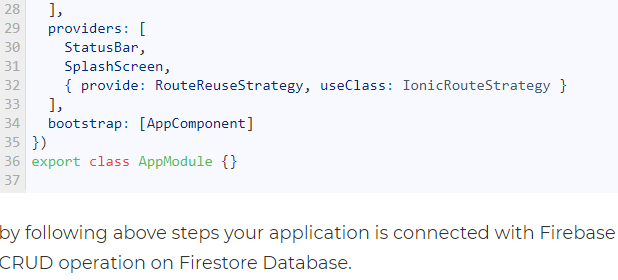 28 ],
29 providers: [
30 StatusBar,
31 SplashScreen,
32 { provide: RouteReuseStrategy, useClass: IonicRouteStrategy }
33 ],
34 bootstrap: [AppComponent]
35 })
36 export class AppModule {}
37
by following above steps your application is connected with Firebase
CRUD operation on Firestore Database.